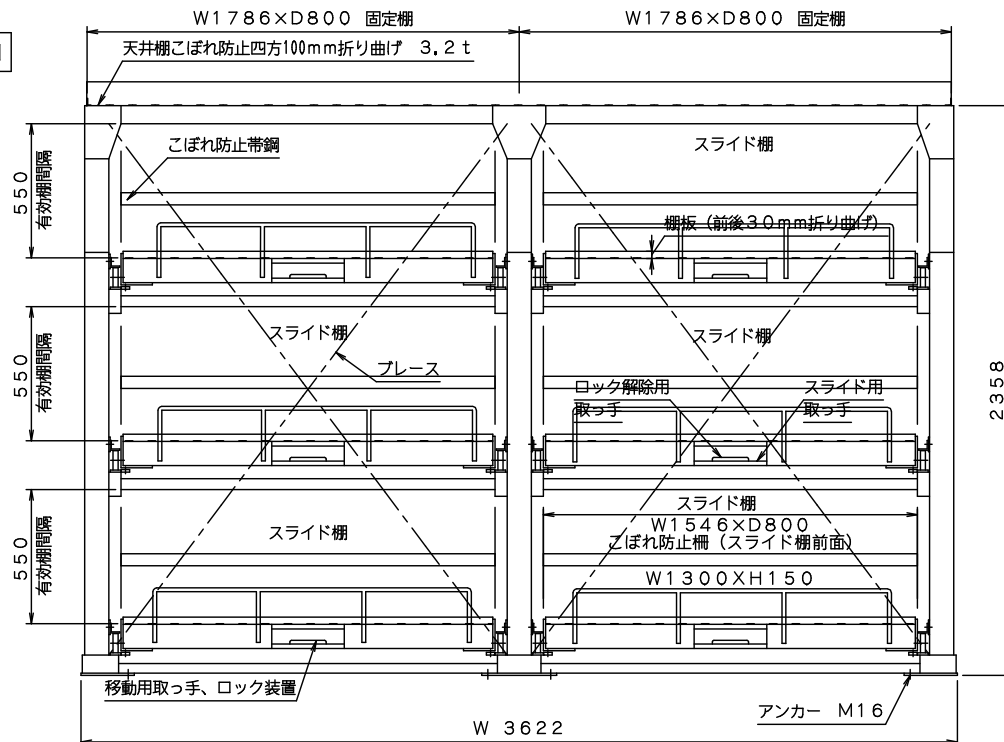 W1786×D800 固定棚
W1786×D800 固定棚
天井棚こぼれ防止四方100mm折り曲げ 3.2t
こぼれ防止帯鋼
スライド棚
550
有効棚間隔
棚板（前後30mm折り曲げ）
スライド棚
スライド棚
550
有効棚間隔
ブレース
ロック解除用
取っ手
スライド用
取っ手
2358
スライド棚
スライド棚
W1546×D800
こぼれ防止柵（スライド棚前面）
W1300XH150
550
有効棚間隔
移動用取っ手、ロック装置
アンカー M16
W 3622